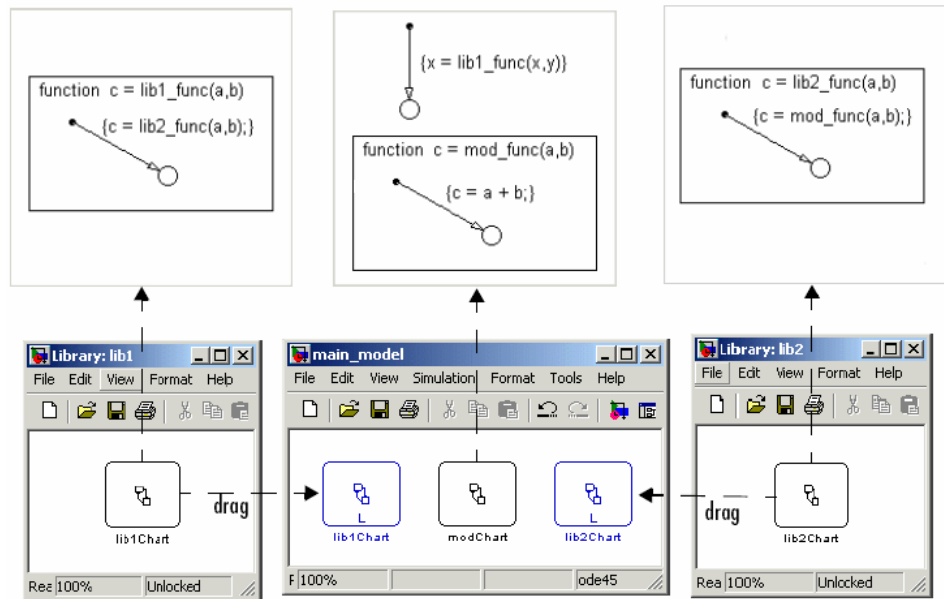 function c = lib1_func(a,b)
{c = lib2_func(a,b);}
{x = lib1_func(x,y)}
function c = mod_func(a,b)
{c = a + b;}
function c = lib2_func(a,b)
{c = mod_func(a,b);}
Library: lib1
File Edit View Format Help
lib1Chart
drag
Rea 100% Unlocked
main_model
File Edit View Simulation Format Tools Help
L
lib1Chart
modChart
L
lib2Chart
F 100% ode45
Library: lib2
File Edit View Format Help
drag
lib2Chart
Rea 100% Unlocked